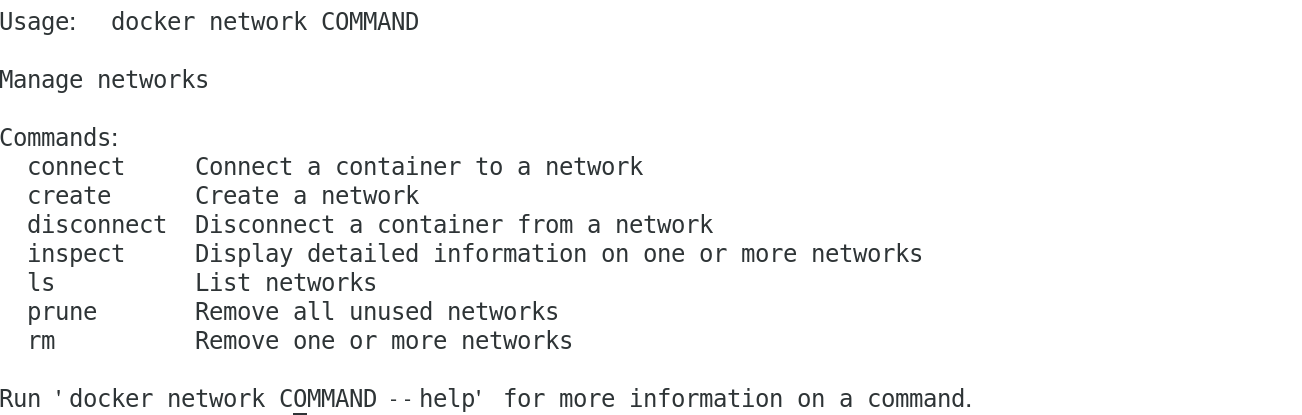 Usage:  docker network COMMAND

Manage networks

Commands:
  connect     Connect a container to a network
  create      Create a network
  disconnect  Disconnect a container from a network
  inspect     Display detailed information on one or more networks
  ls          List networks
  prune       Remove all unused networks
  rm          Remove one or more networks

Run 'docker network COMMAND --help' for more information on a command.